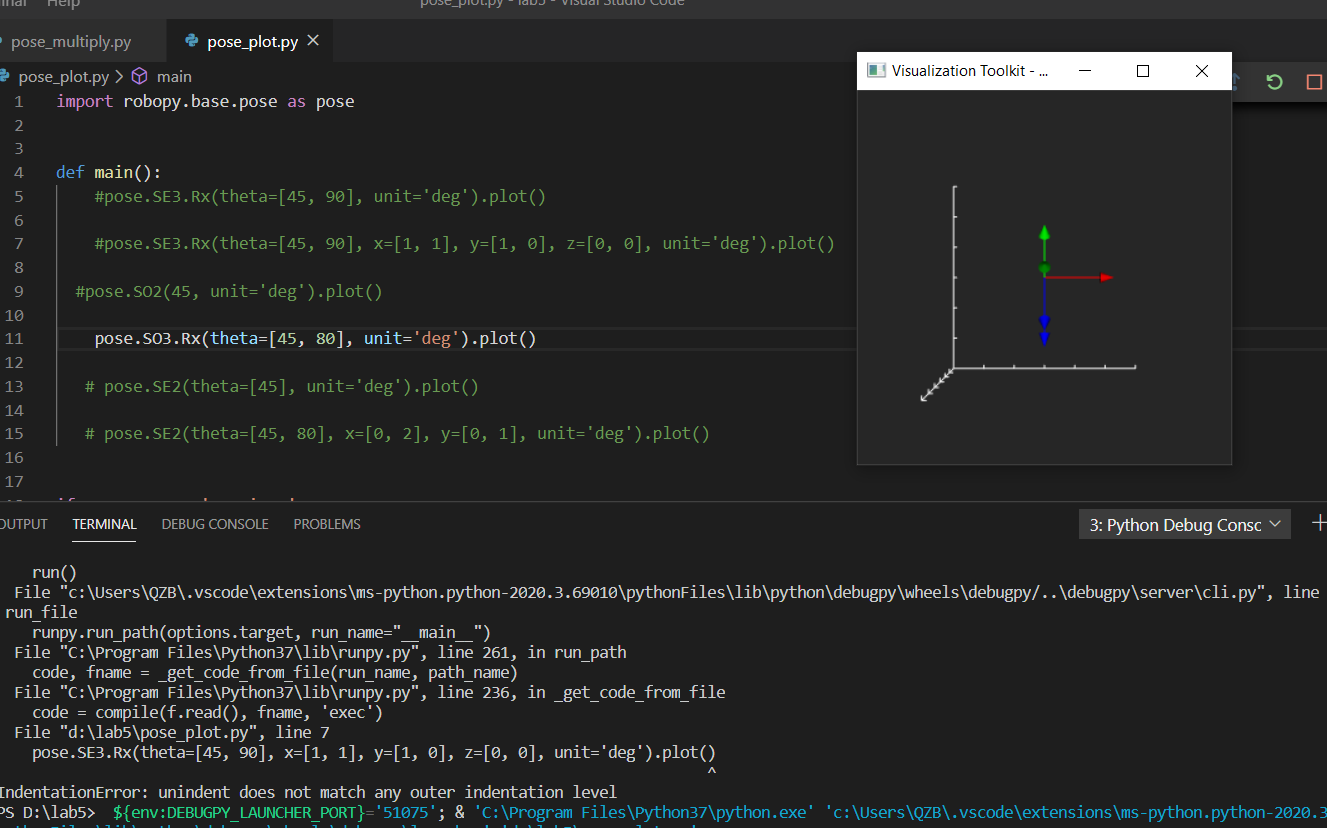 Help
pose_plot.py - lab5 - Visual Studio Code
pose_multiply.py
pose_plot.py
pose_plot.py > main
1 import robopy.base.pose as pose
2
3
4 def main():
5 #pose.SE3.Rx(theta=[45, 90], unit='deg').plot()
6
7 #pose.SE3.Rx(theta=[45, 90], x=[1, 1], y=[1, 0], z=[0, 0], unit='deg').plot()
8
9 #pose.SO2(45, unit='deg').plot()
10
11 pose.SO3.Rx(theta=[45, 80], unit='deg').plot()
12
13 # pose.SE2(theta=[45], unit='deg').plot()
14
15 # pose.SE2(theta=[45, 80], x=[0, 2], y=[0, 1], unit='deg').plot()
16
17
Visualization Toolkit - ...
OUTPUT TERMINAL DEBUG CONSOLE PROBLEMS
3: Python Debug Consc
run()
File "c:\Users\QZB\.vscode\extensions\ms-python.python-2020.3.69010\pythonFiles\lib\python\debugpy\wheels\debugpy/..\debugpy\server\cli.py", line
run_file
runpy.run_path(options.target, run_name="__main__")
File "C:\Program Files\Python37\lib\runpy.py", line 261, in run_path
code, fname = _get_code_from_file(run_name, path_name)
File "C:\Program Files\Python37\lib\runpy.py", line 236, in _get_code_from_file
code = compile(f.read(), fname, 'exec')
File "d:\lab5\pose_plot.py", line 7
pose.SE3.Rx(theta=[45, 90], x=[1, 1], y=[1, 0], z=[0, 0], unit='deg').plot()
^
IndentationError: unindent does not match any outer indentation level
PS D:\lab5> ${env:DEBUGPY_LAUNCHER_PORT}='51075'; & 'C:\Program Files\Python37\python.exe' 'c:\Users\QZB\.vscode\extensions\ms-python.python-2020.3